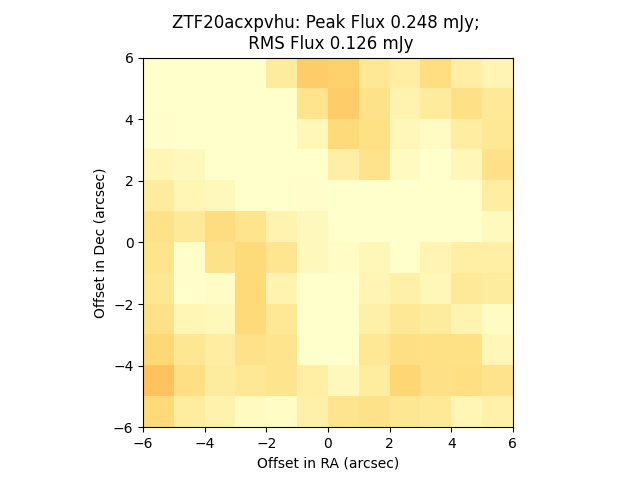 ZTF20acxpvhu: Peak Flux 0.248 mJy;
RMS Flux 0.126 mJy
6
4
2
0
−2
−4
−6
Offset in Dec (arcsec)
−6 −4 −2 0 2 4 6
Offset in RA (arcsec)